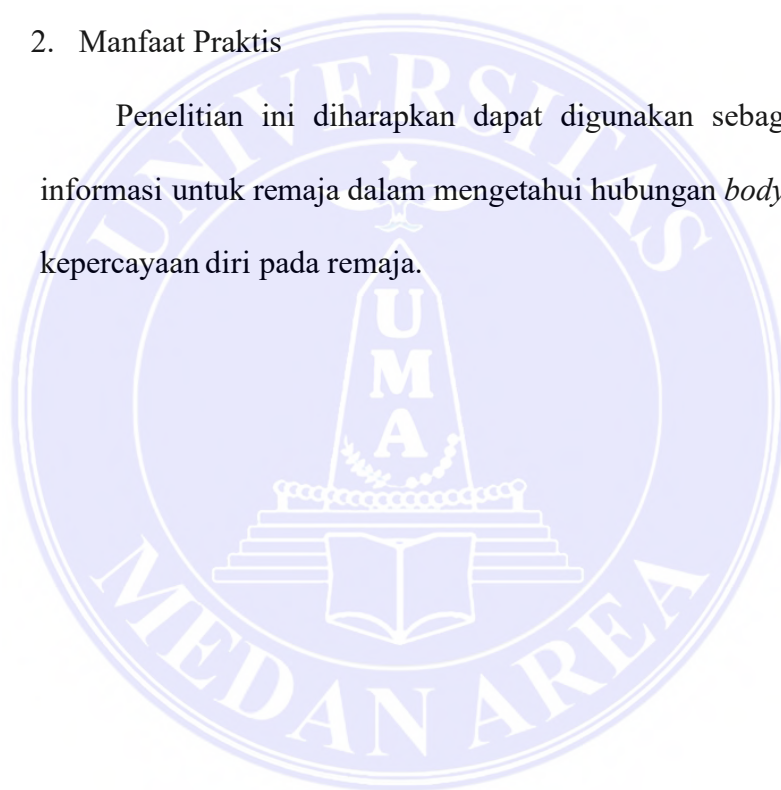 2. Manfaat Praktis
Penelitian ini diharapkan dapat digunakan
informasi untuk remaja dalam mengetahui hubungan body
kepercayaan diri pada remaja.
UNIVERSITAS
UMA
MEDAN AREA